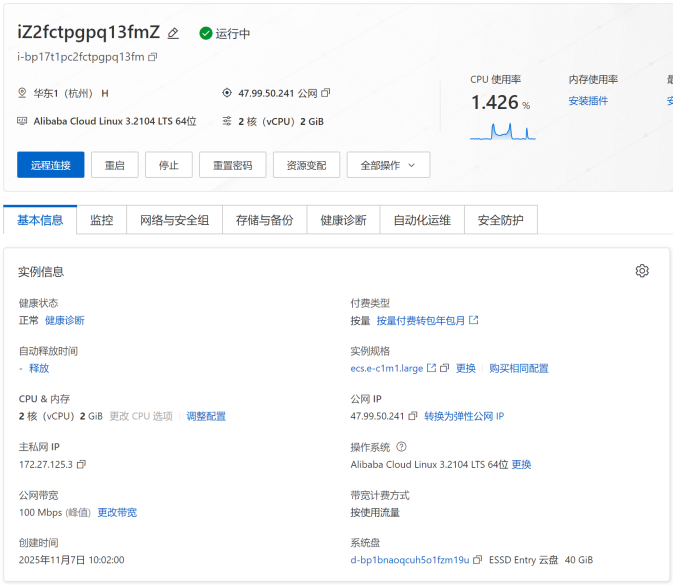 iZ2fctpgpq13fmZ 运行中
i-bp17t1pc2fctpgpq13fm
华东1（杭州） H 47.99.50.241 公网
Alibaba Cloud Linux 3.2104 LTS 64位 2 核（vCPU）2 GiB
CPU 使用率 内存使用率
1.426 % 安装插件
远程连接 重启 停止 重置密码 资源变配 全部操作
基本信息 监控 网络与安全组 存储与备份 健康诊断 自动化运维 安全防护
实例信息
健康状态 付费类型
正常 健康诊断 按量 按量付费转包年包月
自动释放时间 实例规格
- 释放 ecs.e-c1m1.large 更换 购买相同配置
CPU & 内存 公网 IP
2 核（vCPU）2 GiB 更改 CPU 选项 调整配置 47.99.50.241 转换为弹性公网 IP
主私网 IP 操作系统
172.27.125.3 Alibaba Cloud Linux 3.2104 LTS 64位 更换
公网带宽 带宽计费方式
100 Mbps (峰值) 更改带宽 按使用流量
创建时间 系统盘
2025年11月7日 10:02:00 d-bp1bnaoqcuh5o1fzm19u ESSD Entry 云盘 40 GiB